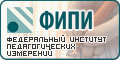 ФИПИ
ФЕДЕРАЛЬНЫЙ ИНСТИТУТ
ПЕДАГОГИЧЕСКИХ
ИЗМЕРЕНИЙ